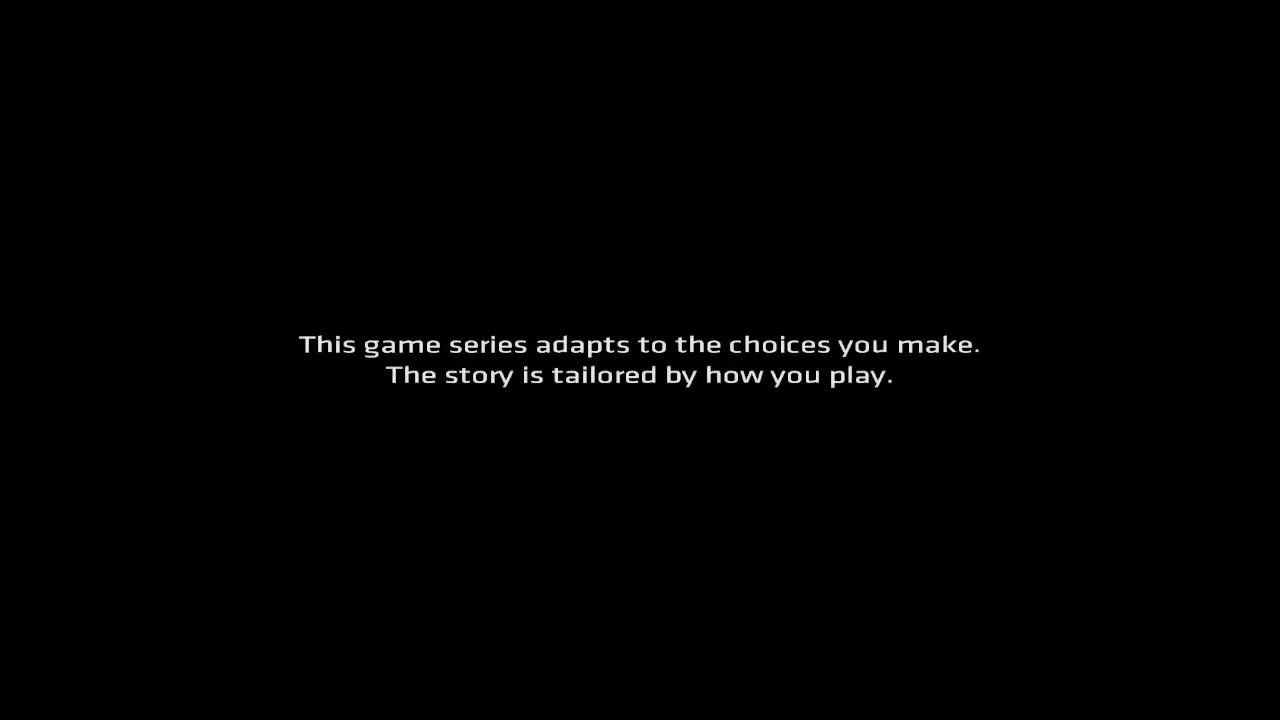 This game series adapts to the choices you make.
The story is tailored by how you play.